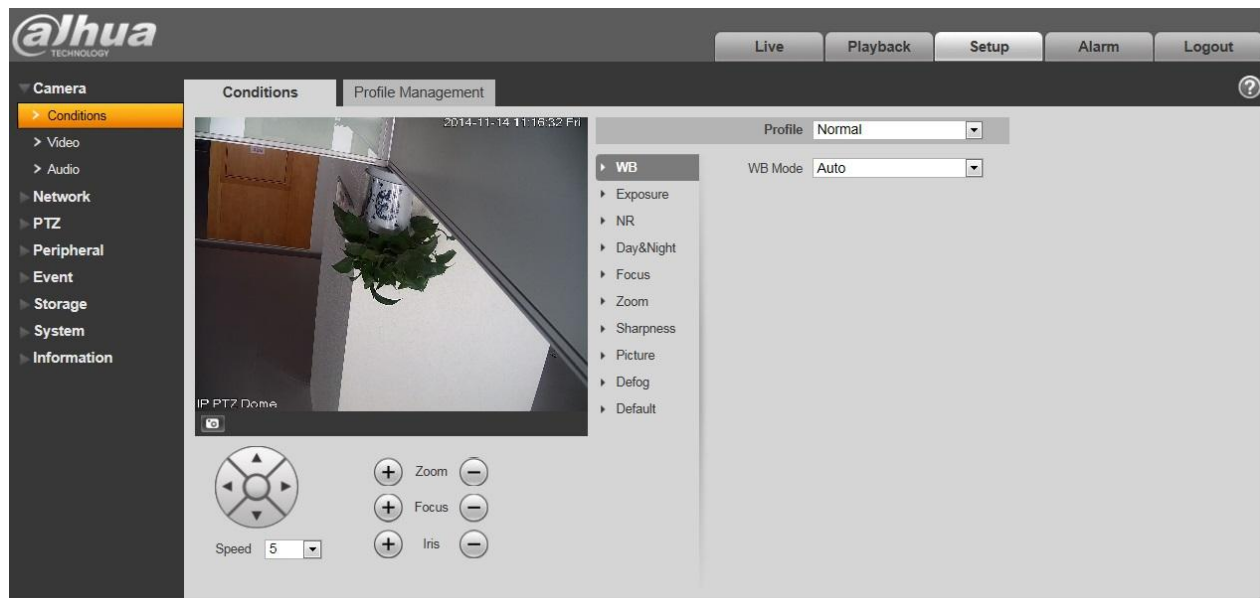 alhua
TECHNOLOGY
Live
Playback
Setup
Alarm
Logout
Camera
Conditions
Video
Audio
Network
PTZ
Peripheral
Event
Storage
System
Information
Conditions
Profile Management
2014-11-14 11:16:32 Fri
IP PTZ Dome
WB
Exposure
NR
Day&Night
Focus
Zoom
Sharpness
Picture
Defog
Default
Profile Normal
WB Mode Auto
Zoom
Focus
Iris
Speed 5